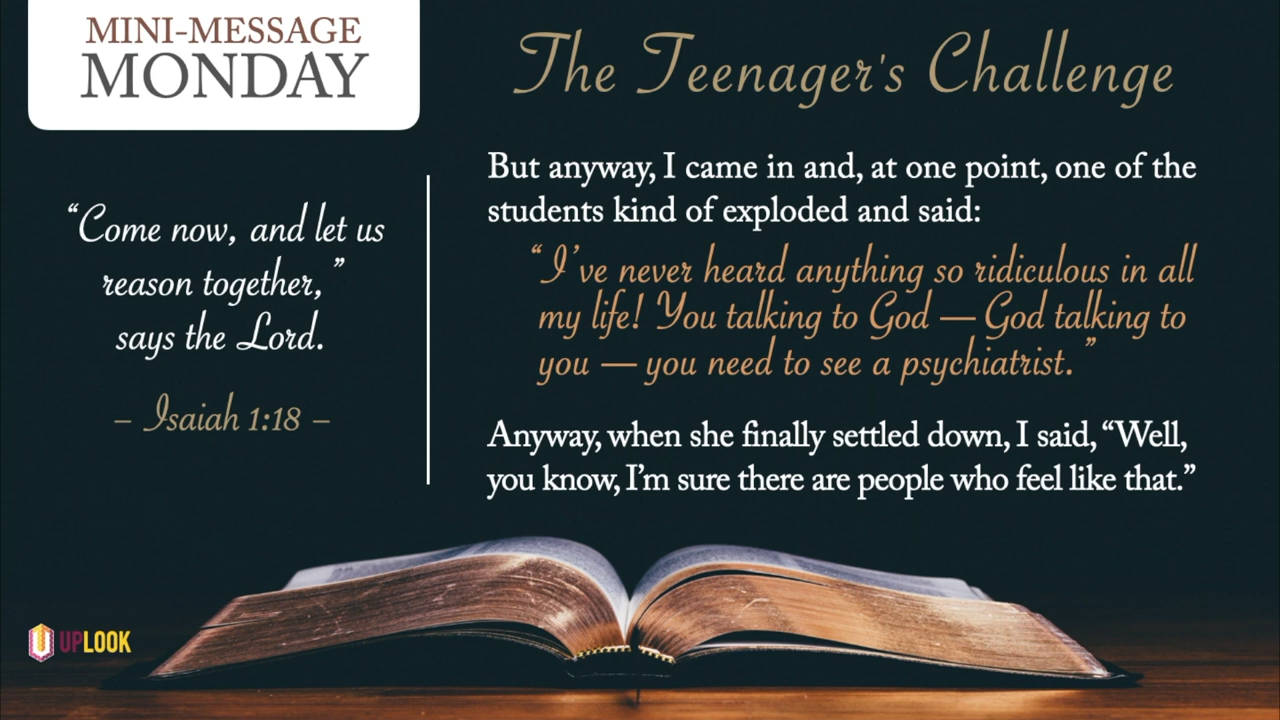 MINI-MESSAGE
MONDAY
“Come now, and let us
reason together,”
says the Lord.
– Isaiah 1:18 –
The Teenager's Challenge
But anyway, I came in and, at one point, one of the
students kind of exploded and said:
“I’ve never heard anything so ridiculous in all
my life! You talking to God — God talking to
you — you need to see a psychiatrist.”
Anyway, when she finally settled down, I said, “Well,
you know, I’m sure there are people who feel like that.”
UPLOOK